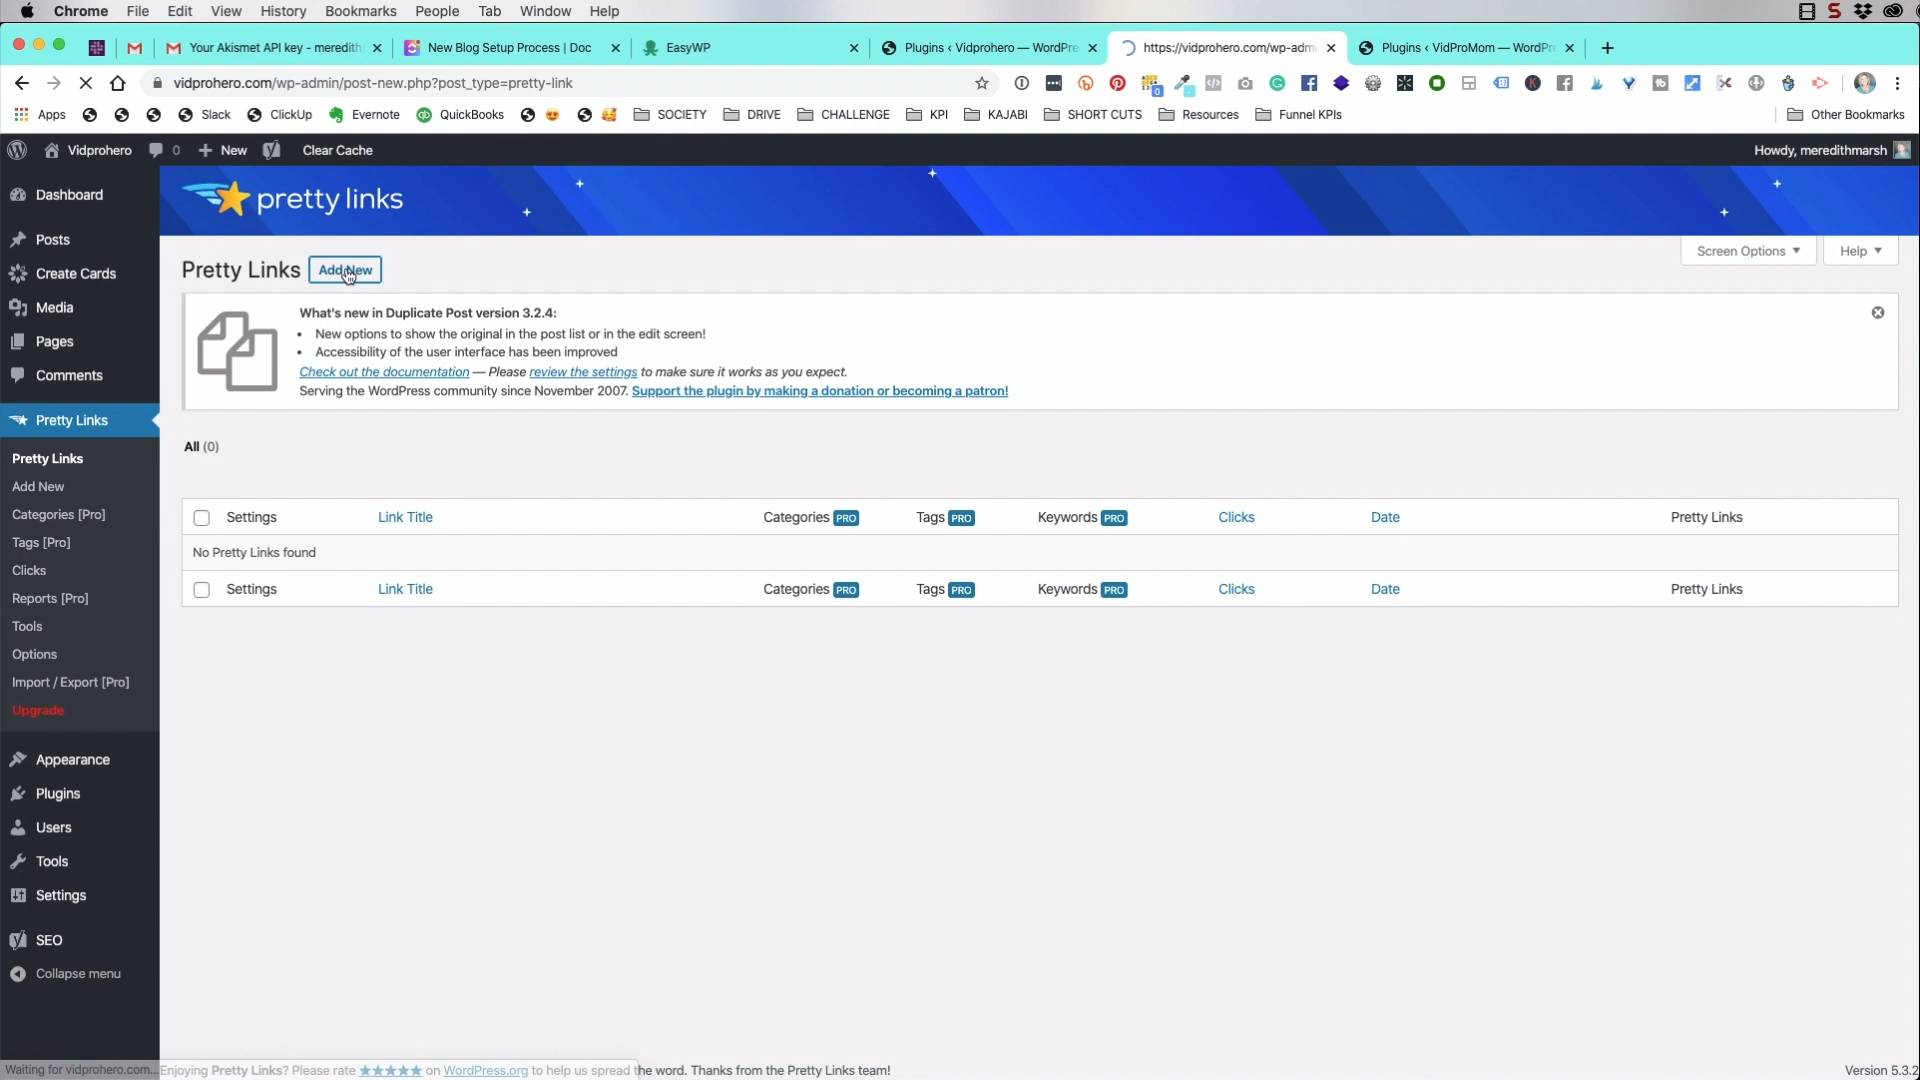 Chrome File Edit View History Bookmarks People Tab Window Help
Your Akismet API key - meredith
New Blog Setup Process | Doc
EasyWP
Plugins ‹ Vidprohero — WordPre
https://vidprohero.com/wp-adm
Plugins ‹ VidProMom — WordPre
vidprohero.com/wp-admin/post-new.php?post_type=pretty-link
Apps Slack ClickUp Evernote QuickBooks SOCIETY DRIVE CHALLENGE KPI KAJABI SHORT CUTS Resources Funnel KPIs Other Bookmarks
Vidprohero 0 New Clear Cache Howdy, meredithmarsh
pretty links
Screen Options Help
Pretty Links Add New
What's new in Duplicate Post version 3.2.4:
• New options to show the original in the post list or in the edit screen!
• Accessibility of the user interface has been improved
Check out the documentation — Please review the settings to make sure it works as you expect.
Serving the WordPress community since November 2007. Support the plugin by making a donation or becoming a patron!
All (0)
Settings Link Title Categories PRO Tags PRO Keywords PRO Clicks Date Pretty Links
No Pretty Links found
Settings Link Title Categories PRO Tags PRO Keywords PRO Clicks Date Pretty Links
Dashboard
Posts
Create Cards
Media
Pages
Comments
Pretty Links
Pretty Links
Add New
Categories [Pro]
Tags [Pro]
Clicks
Reports [Pro]
Tools
Options
Import / Export [Pro]
Upgrade
Appearance
Plugins
Users
Tools
Settings
SEO
Collapse menu
Waiting for vidprohero.com...
Enjoying Pretty Links? Please rate ★★★★★ on WordPress.org to help us spread the word. Thanks from the Pretty Links team!
Version 5.3.2